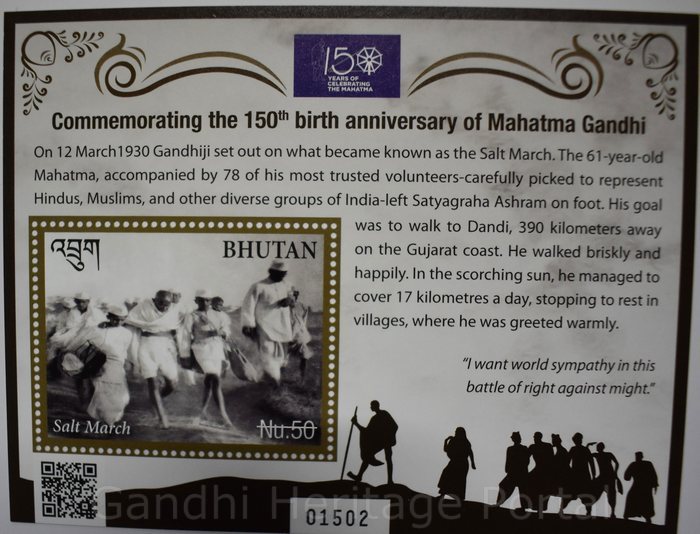 150
YEARS OF
CELEBRATING
THE MAHATMA
Commemorating the 150th birth anniversary of Mahatma Gandhi
On 12 March1930 Gandhiji set out on what became known as the Salt March. The 61-year-old
Mahatma, accompanied by 78 of his most trusted volunteers-carefully picked to represent
Hindus, Muslims, and other diverse groups of India-left Satyagraha Ashram on foot. His goal
was to walk to Dandi, 390 kilometers away
on the Gujarat coast. He walked briskly and
happily. In the scorching sun, he managed to
cover 17 kilometres a day, stopping to rest in
villages, where he was greeted warmly.
འབྲུག
BHUTAN
Salt March
Nu.50
“I want world sympathy in this
battle of right against might.”
01502
Gandhi Heritage Portal